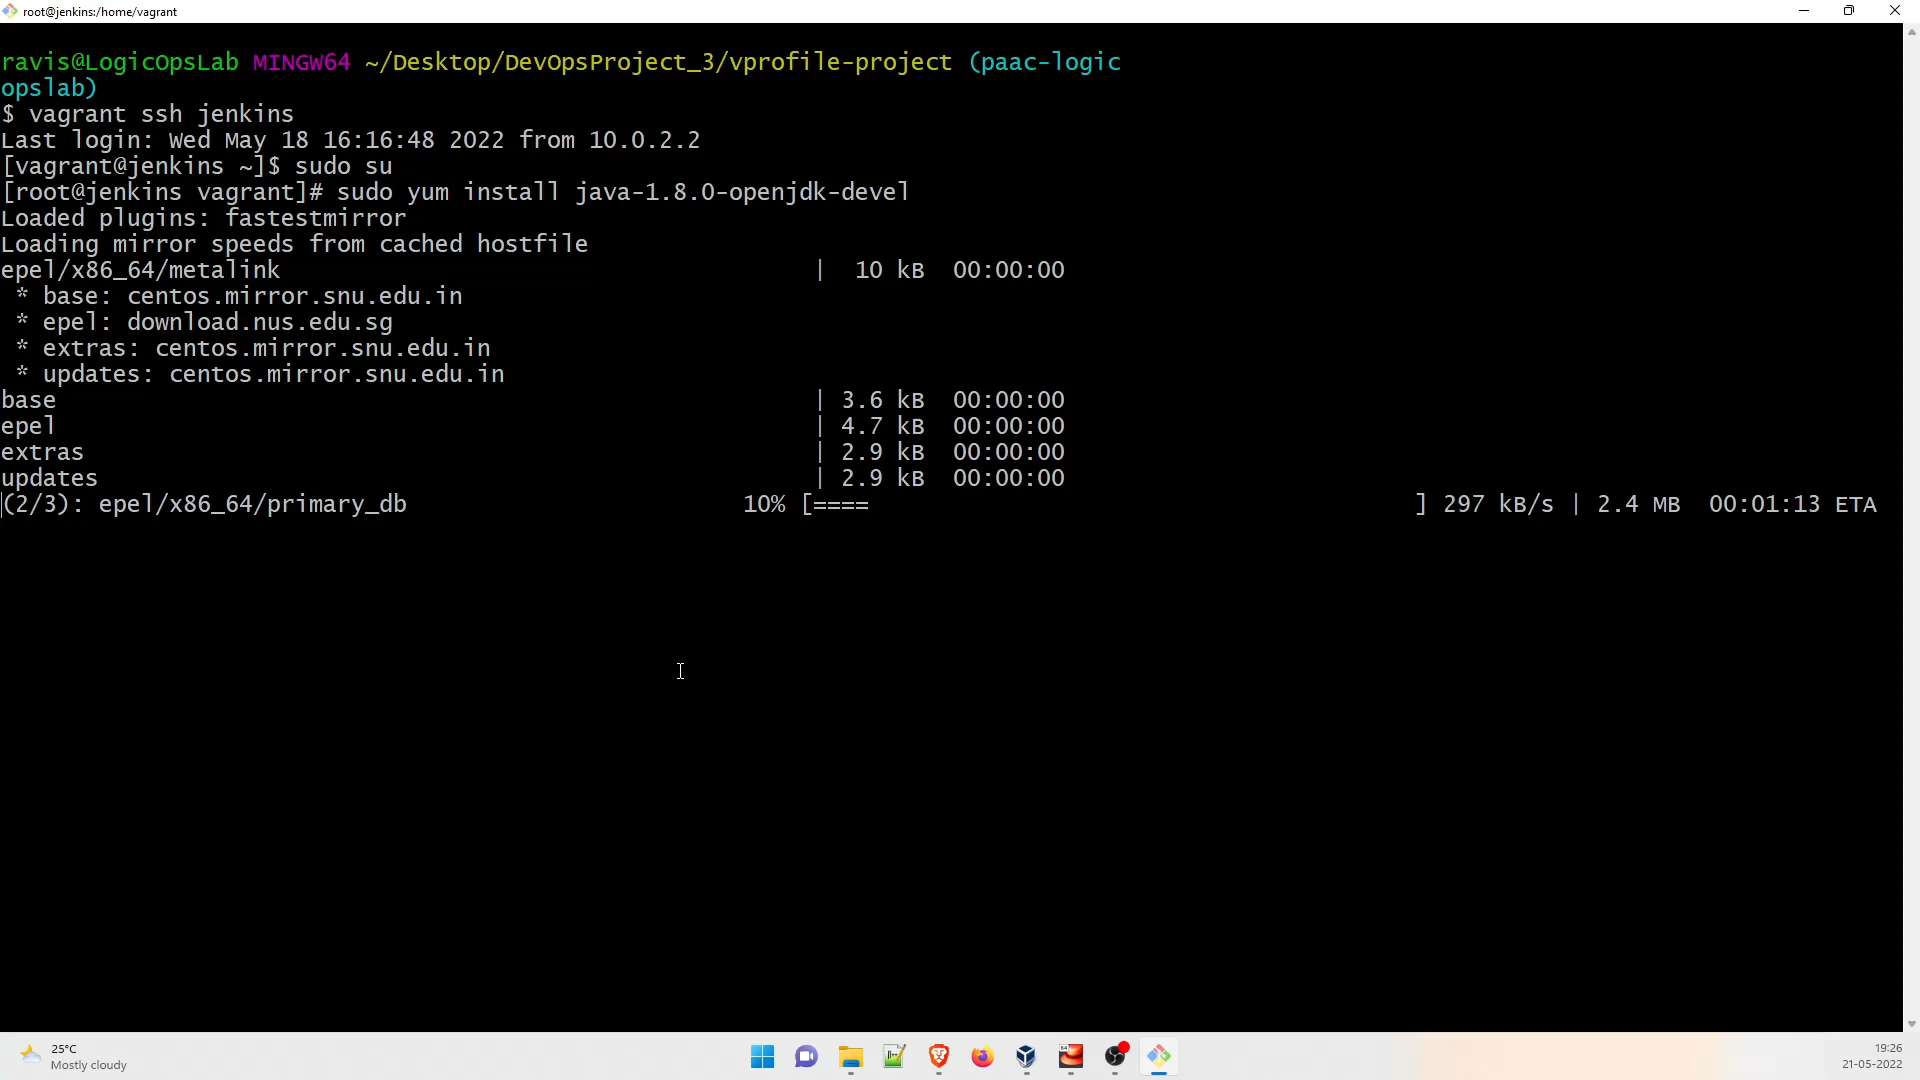 root@jenkins:/home/vagrant
ravis@LogicOpsLab MINGW64 ~/Desktop/DevOpsProject_3/vprofile-project (paac-logic
opslab)
$ vagrant ssh jenkins
Last login: Wed May 18 16:16:48 2022 from 10.0.2.2
[vagrant@jenkins ~]$ sudo su
[root@jenkins vagrant]# sudo yum install java-1.8.0-openjdk-devel
Loaded plugins: fastestmirror
Loading mirror speeds from cached hostfile
epel/x86_64/metalink | 10 kB 00:00:00
* base: centos.mirror.snu.edu.in
* epel: download.nus.edu.sg
* extras: centos.mirror.snu.edu.in
* updates: centos.mirror.snu.edu.in
base | 3.6 kB 00:00:00
epel | 4.7 kB 00:00:00
extras | 2.9 kB 00:00:00
updates | 2.9 kB 00:00:00
(2/3): epel/x86_64/primary_db 10% [==== ] 297 kB/s | 2.4 MB 00:01:13 ETA
25°C
Mostly cloudy
19:26
21-05-2022